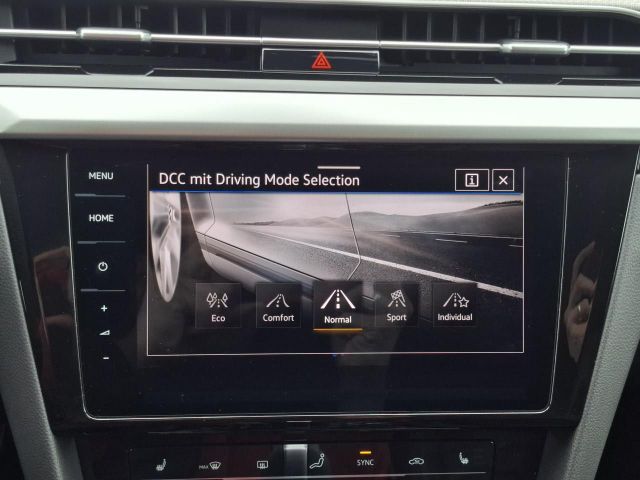 MENU
DCC mit Driving Mode Selection
HOME
Eco
Comfort
Normal
Sport
Individual
+
-
MAX
SYNC